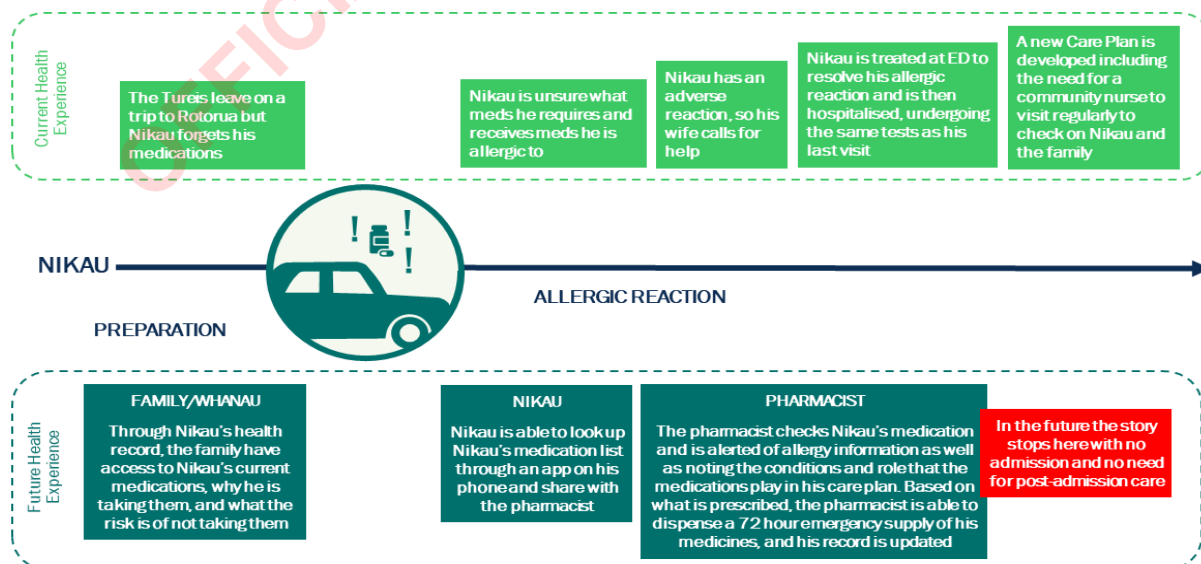 Current Health
Experience
The Tureis leave on a
trip to Rotorua but
Nikau forgets his
medications
Nikau is unsure what
meds he requires and
receives meds he is
allergic to
Nikau has an
adverse
reaction, so his
wife calls for
help
Nikau is treated at ED to
resolve his allergic
reaction and is then
hospitalised, undergoing
the same tests as his
last visit
A new Care Plan is
developed including
the need for a
community nurse to
visit regularly to
check on Nikau and
the family
NIKAU
PREPARATION
! ! !
ALLERGIC REACTION
Future Health
Experience
FAMILY/WHANAU
Through Nikau's health
record, the family have
access to Nikau's current
medications, why he is
taking them, and what the
risk is of not taking them
NIKAU
Nikau is able to look up
Nikau's medication list
through an app on his
phone and share with
the pharmacist
PHARMACIST
The pharmacist checks Nikau's medication
and is alerted of allergy information as well
as noting the conditions and role that the
medications play in his care plan. Based on
what is prescribed, the pharmacist is able to
dispense a 72 hour emergency supply of his
medicines, and his record is updated
In the future the story
stops here with no
admission and no need
for post-admission care